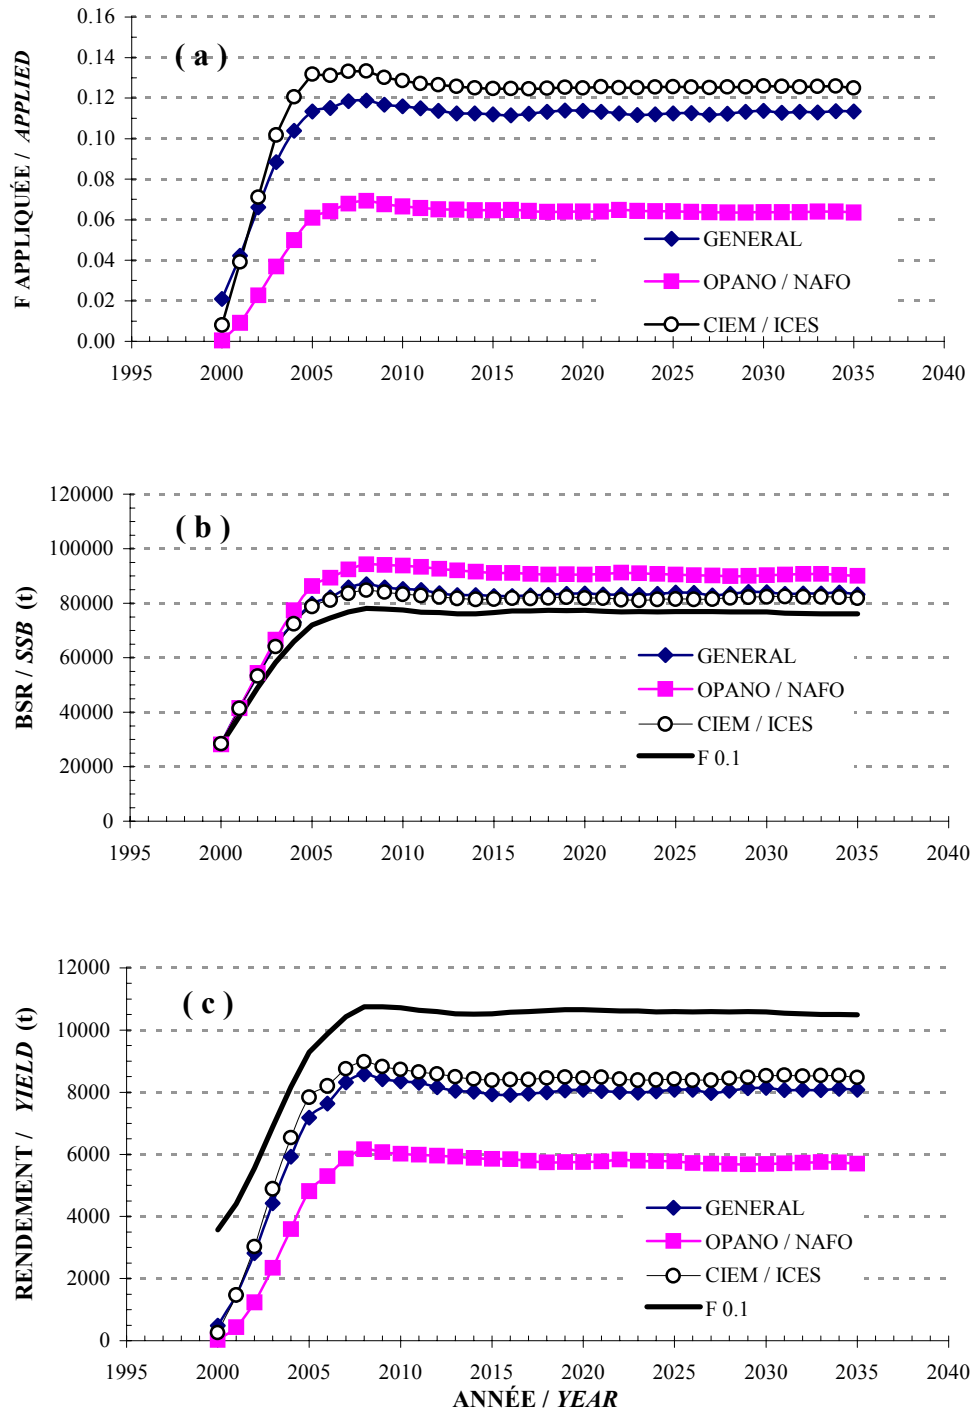 0.16
( a )
0.14
0.12
0.10
0.08
0.06
0.04
0.02
0.00
F APPLIQUÉE / APPLIED
GENERAL
OPANO / NAFO
CIEM / ICES
1995 2000 2005 2010 2015 2020 2025 2030 2035 2040
120000
( b )
100000
80000
60000
40000
20000
0
BSR / SSB (t)
GENERAL
OPANO / NAFO
CIEM / ICES
F 0.1
1995 2000 2005 2010 2015 2020 2025 2030 2035 2040
12000
( c )
10000
8000
6000
4000
2000
0
RENDEMENT / YIELD (t)
GENERAL
OPANO / NAFO
CIEM / ICES
F 0.1
1995 2000 2005 2010 2015 2020 2025 2030 2035 2040
ANNÉE / YEAR